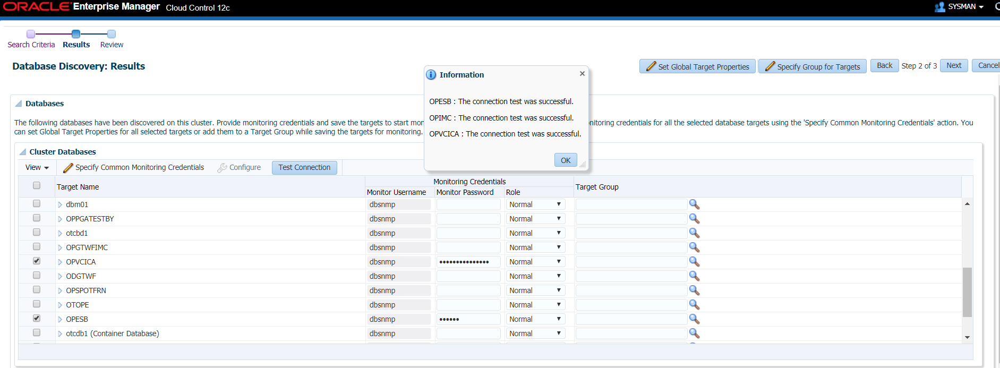 ORACLE Enterprise Manager Cloud Control 12c
SYSMAN
Search Criteria Results Review
Database Discovery: Results
Set Global Target Properties Specify Group for Targets Back Step 2 of 3 Next Cancel
Information
OPESB : The connection test was successful.
OPIMC : The connection test was successful.
OPVCICA : The connection test was successful.
OK
Databases
The following databases have been discovered on this cluster. Provide monitoring credentials and save the targets to start mon nitoring credentials for all the selected database targets using the 'Specify Common Monitoring Credentials' action. You
can set Global Target Properties for all selected targets or add them to a Target Group while saving the targets for monitoring.
Cluster Databases
View Specify Common Monitoring Credentials Configure Test Connection
Target Name Monitoring Credentials Target Group
Monitor Username Monitor Password Role
dbm01 dbsnmp Normal
OPPGATESTBY dbsnmp Normal
otcbd1 dbsnmp Normal
OPGTWFIMC dbsnmp Normal
OPVCICA dbsnmp ••••••••••••••• Normal
ODGTWF dbsnmp Normal
OPSPOTFRN dbsnmp Normal
OTOPE dbsnmp Normal
OPESB dbsnmp •••••• Normal
otcdb1 (Container Database) dbsnmp Normal